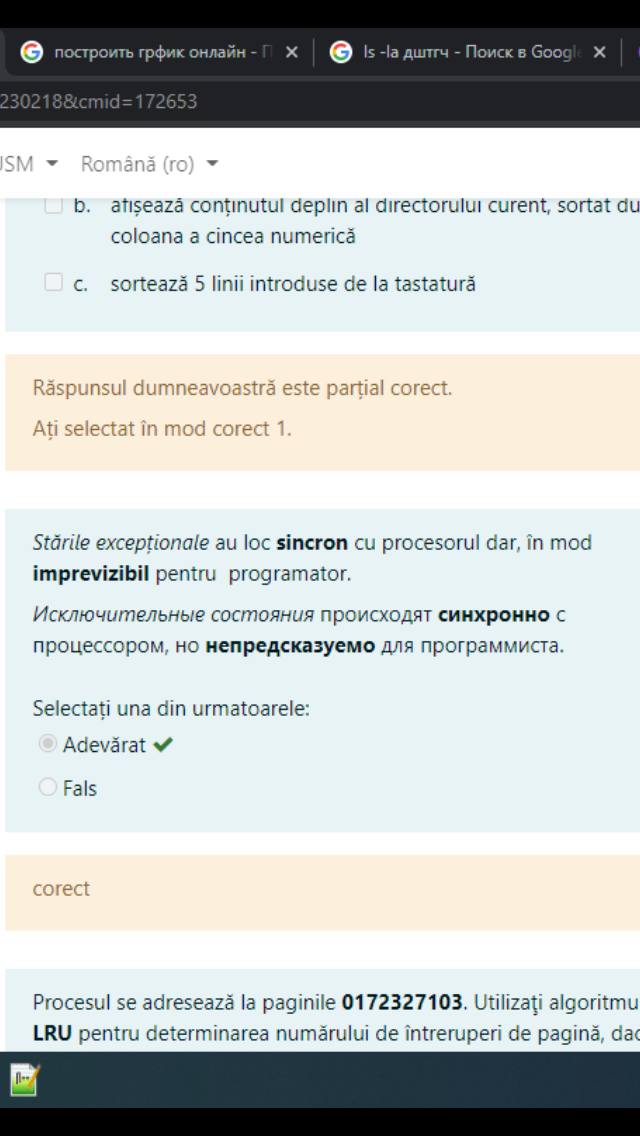 построить грфик онлайн - П
ls -la дштгч - Поиск в Google
230218&cmid=172653
USM Română (ro)
b. afișează conținutul deplin al directorului curent, sortat du
coloana a cincea numerică
c. sortează 5 linii introduse de la tastatură
Răspunsul dumneavoastră este parțial corect.
Ați selectat în mod corect 1.
Stările excepționale au loc sincron cu procesorul dar, în mod
imprevizibil pentru programator.
Исключительные состояния происходят синхронно с
процессором, но непредсказуемо для программиста.
Selectați una din urmatoarele:
Adevărat
Fals
corect
Procesul se adresează la paginile 0172327103. Utilizaţi algoritmu
LRU pentru determinarea numărului de întreruperi de pagină, dac